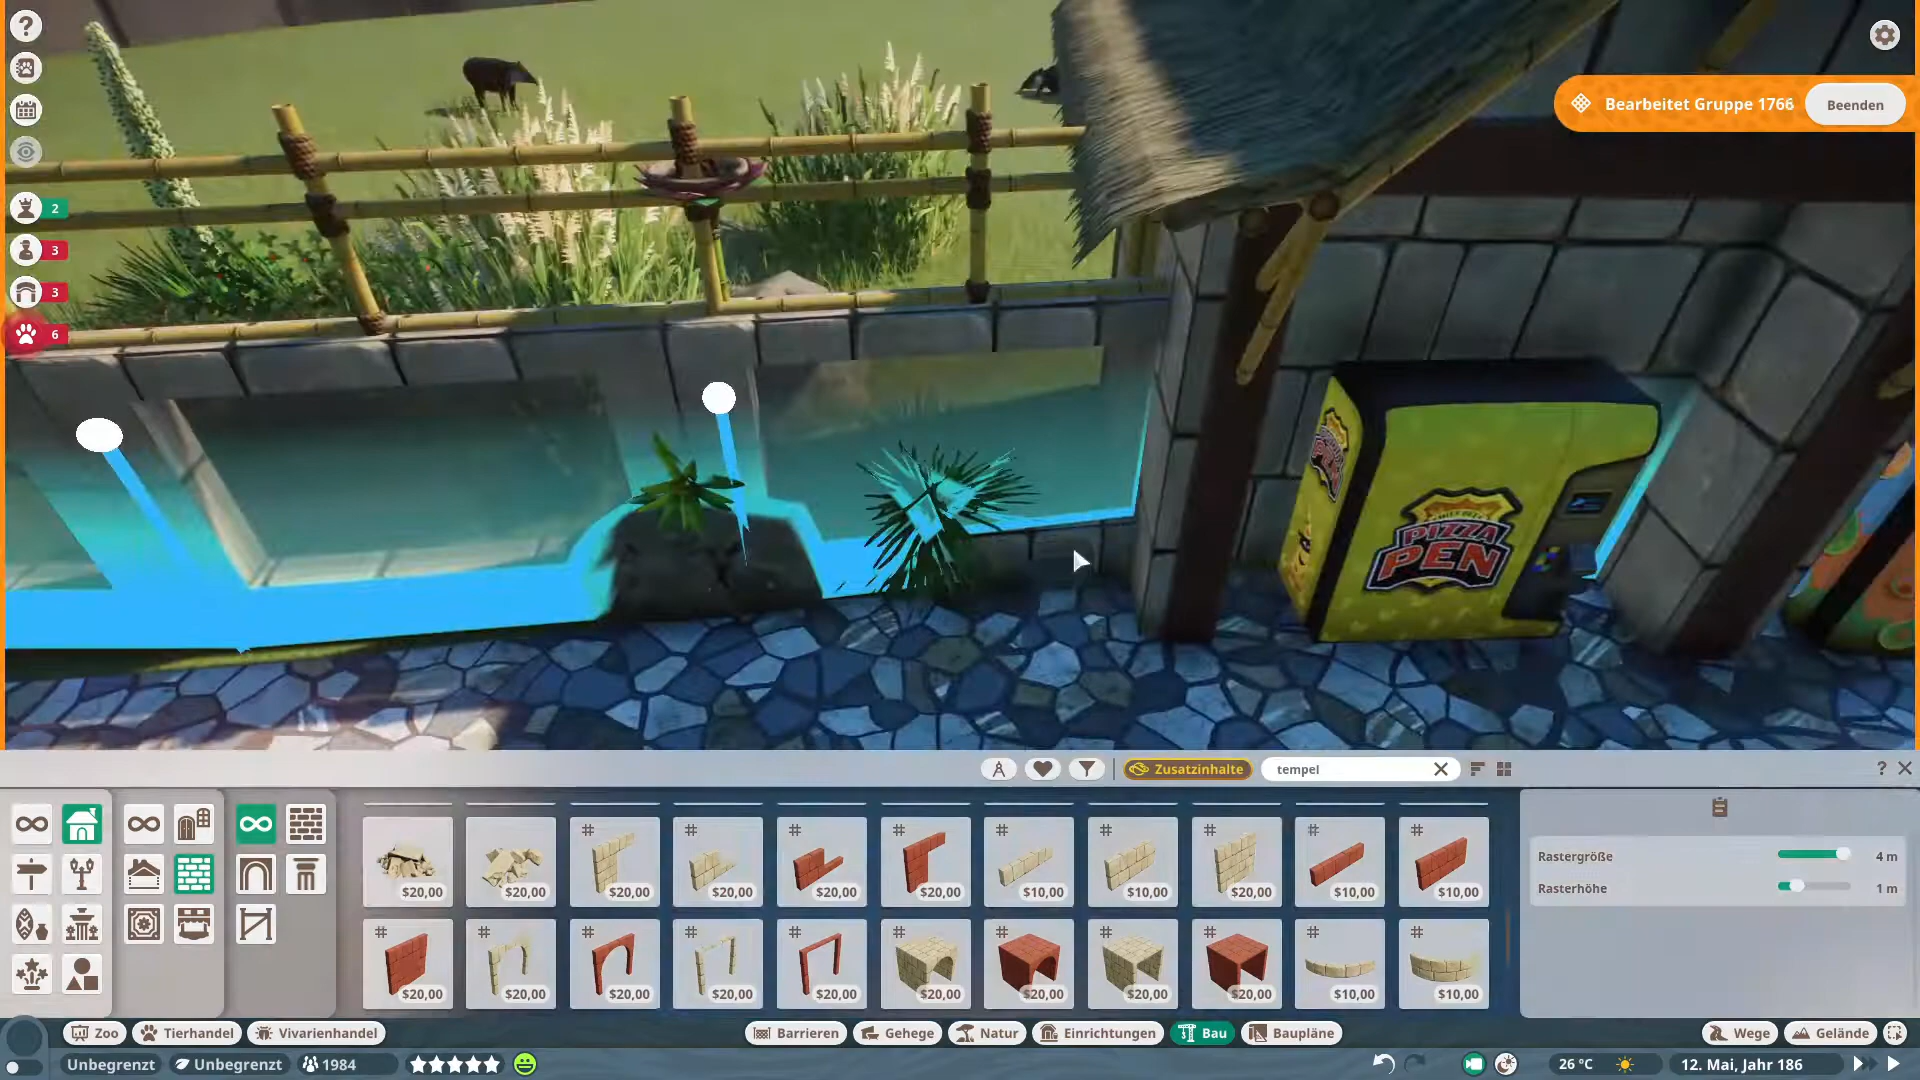 ?
Bearbeitet Gruppe 1766
Beenden
2
3
3
6
PIZZA
PEN
Zusatzinhalte
tempel
?
$20,00 $20,00 $20,00 $20,00 $20,00 $20,00 $10,00 $10,00 $20,00 $10,00 $10,00
$20,00 $20,00 $20,00 $20,00 $20,00 $20,00 $20,00 $20,00 $20,00 $10,00 $10,00
Rastergröße 4 m
Rasterhöhe 1 m
Zoo Tierhandel Vivarienhandel Barrieren Gehege Natur Einrichtungen Bau Baupläne Wege Gelände
Unbegrenzt Unbegrenzt 1984 26 °C 12. Mai, Jahr 186